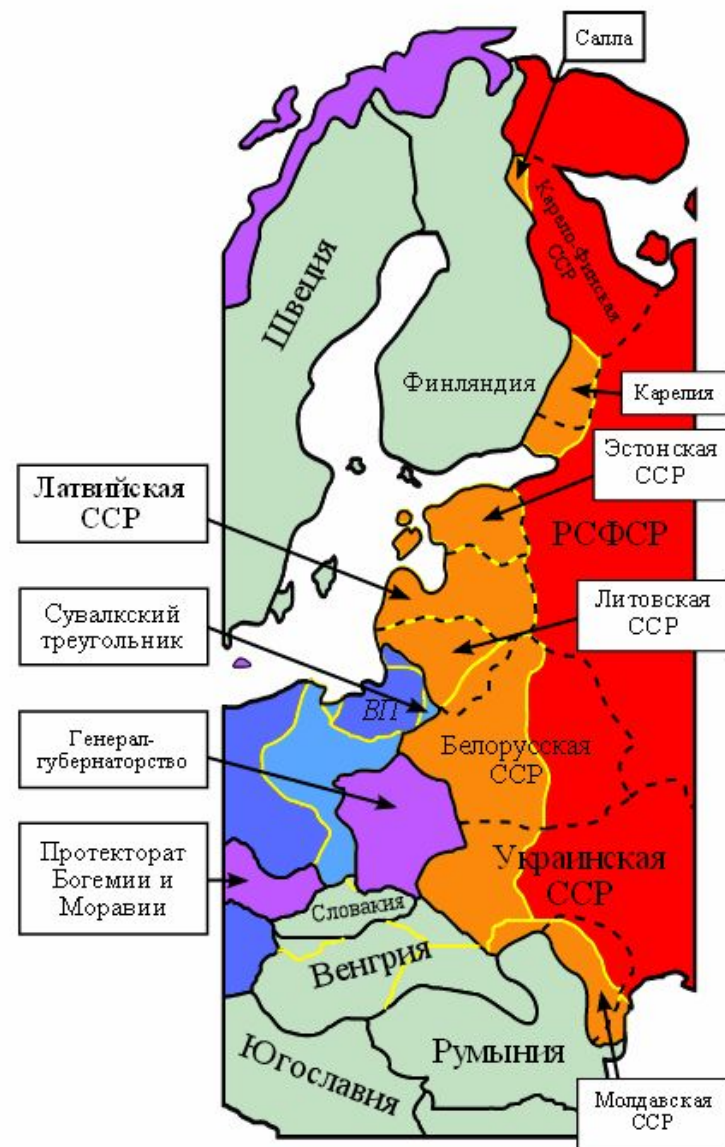 Салла
Карело-Финская
ССР
Швеция
Финляндия
Карелия
Эстонская
ССР
Латвийская
ССР
РСФСР
Литовская
ССР
Сувалкский
треугольник
ВП
Генерал-
губернаторство
Белорусская
ССР
Протекторат
Богемии и
Моравии
Украинская
ССР
Словакия
Венгрия
Румыния
Югославия
Молдавская
ССР